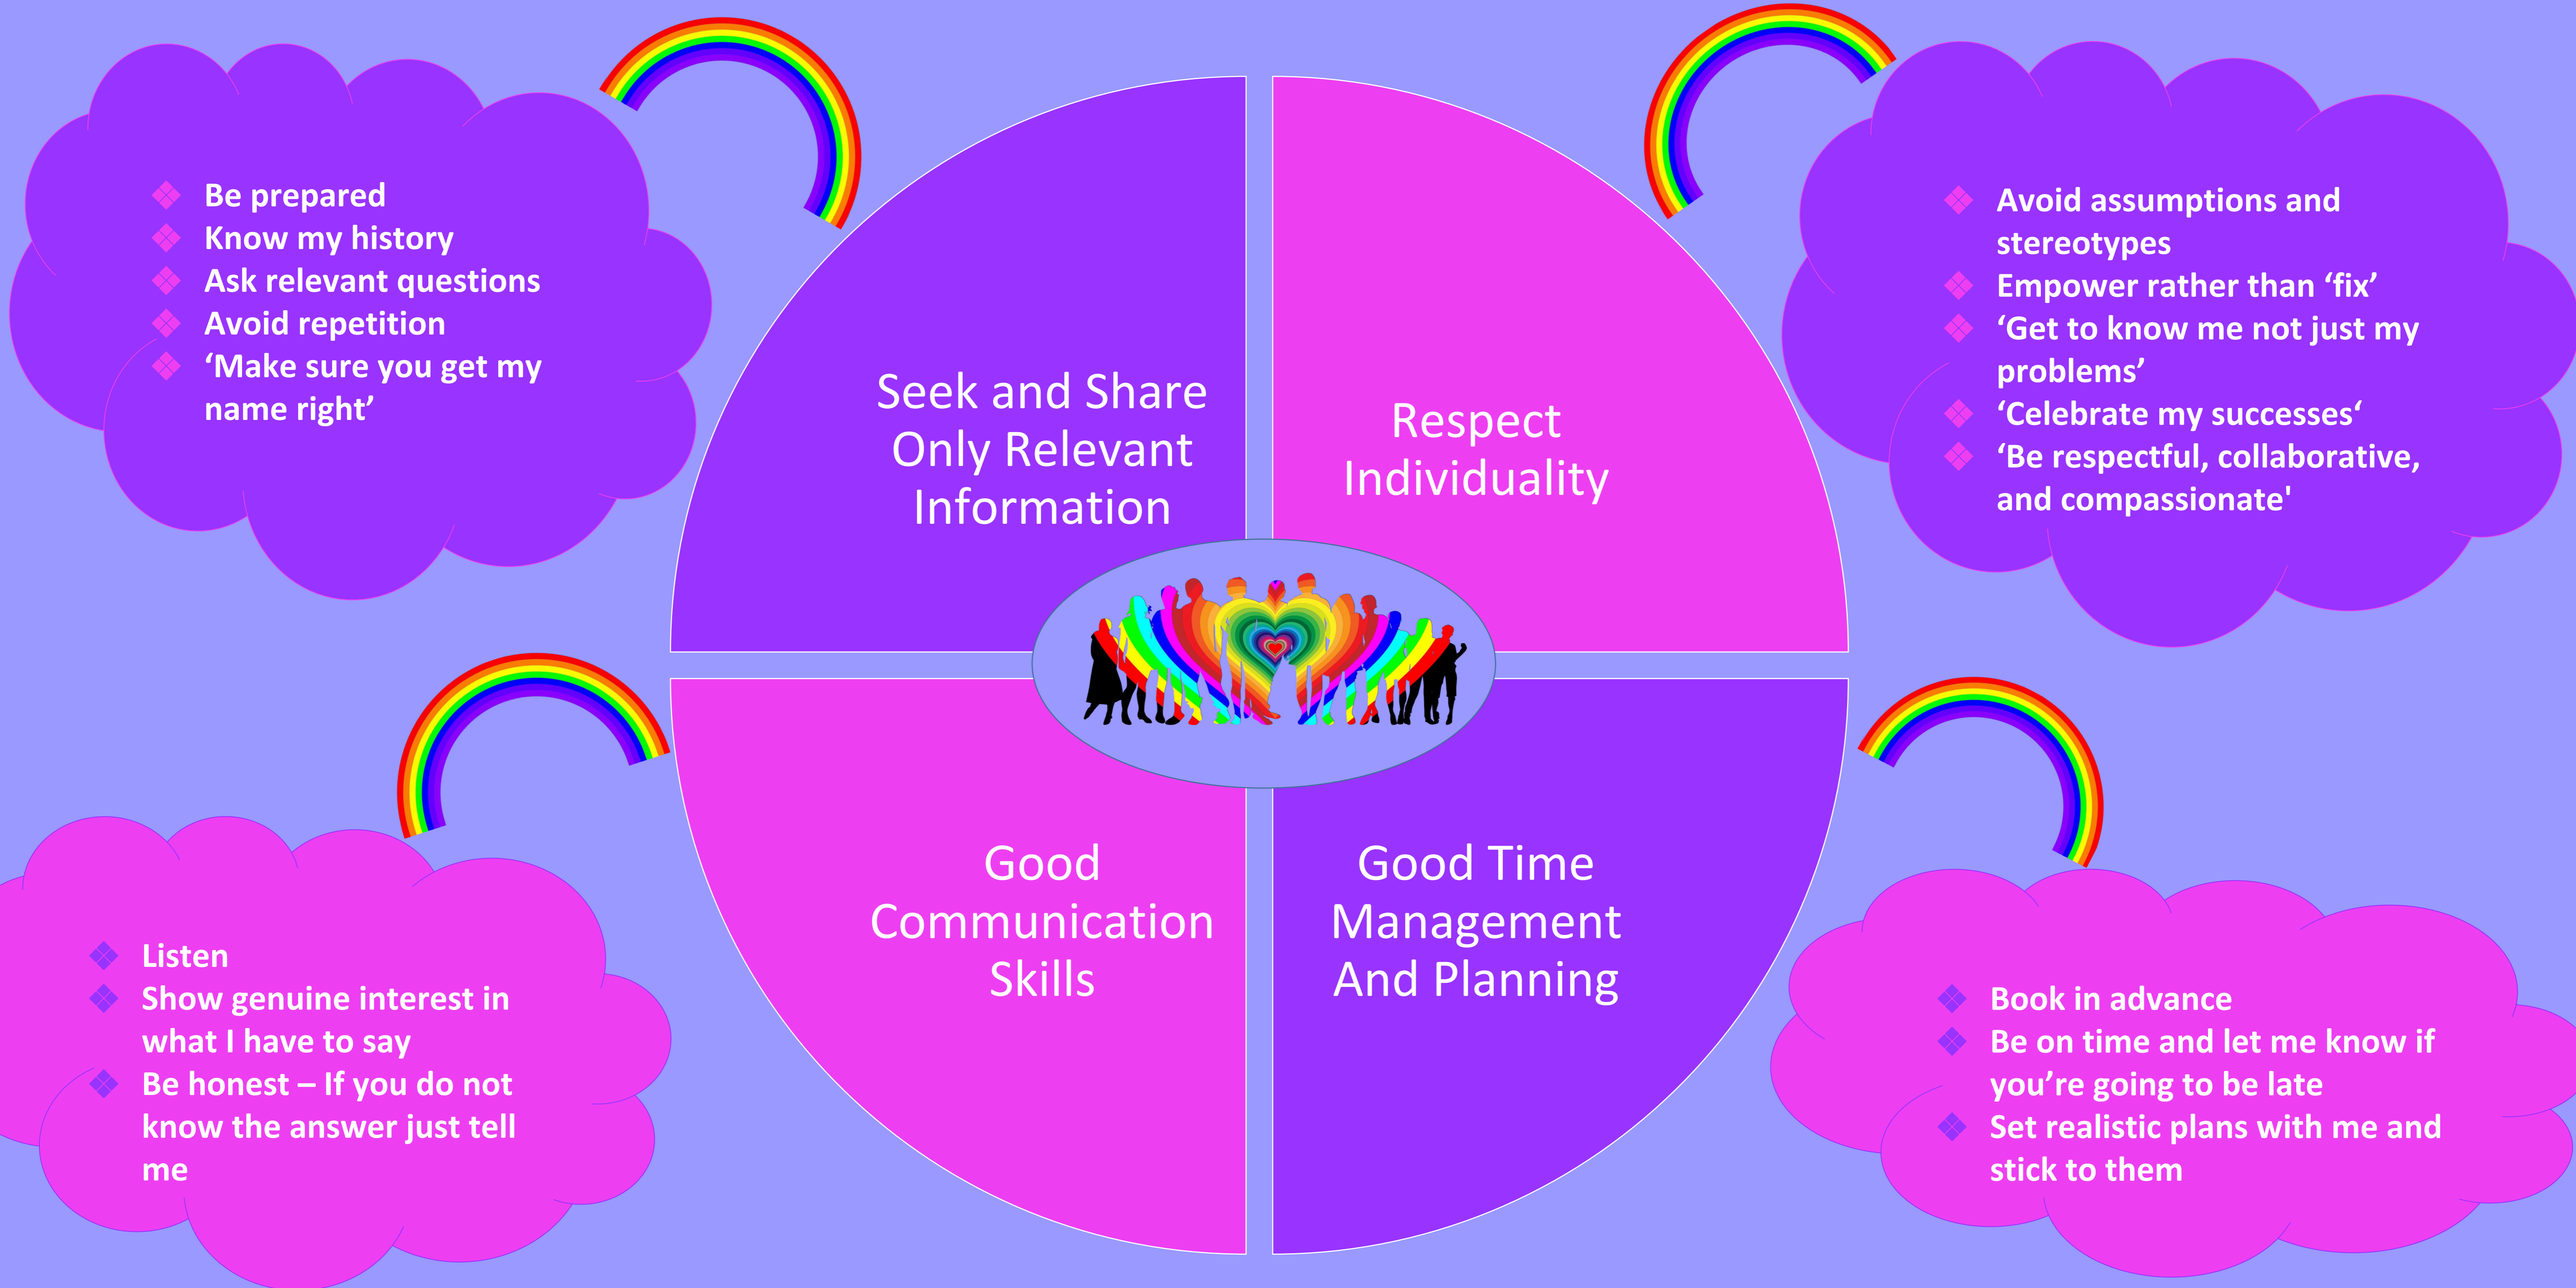 ❖ Be prepared
❖ Know my history
❖ Ask relevant questions
❖ Avoid repetition
❖ ‘Make sure you get my
name right’
Seek and Share
Only Relevant
Information
Respect
Individuality
❖ Avoid assumptions and
stereotypes
❖ Empower rather than ‘fix’
❖ ‘Get to know me not just my
problems’
❖ ‘Celebrate my successes‘
❖ ‘Be respectful, collaborative,
and compassionate'
❖ Listen
❖ Show genuine interest in
what I have to say
❖ Be honest – If you do not
know the answer just tell
me
Good
Communication
Skills
Good Time
Management
And Planning
❖ Book in advance
❖ Be on time and let me know if
you’re going to be late
❖ Set realistic plans with me and
stick to them